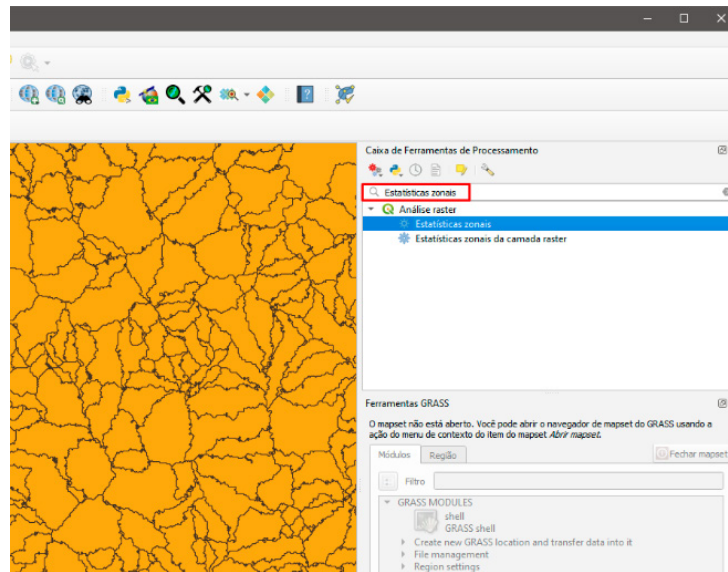 Caixa de Ferramentas de Processamento
Estatísticas zonais
Análise raster
Estatísticas zonais
Estatísticas zonais da camada raster
Ferramentas GRASS
O mapset não está aberto. Você pode abrir o navegador de mapset do GRASS usando a
ação do menu de contexto do item do mapset Abrir mapset.
Módulos Região Fechar mapset
Filtro
GRASS MODULES
shell
GRASS shell
Create new GRASS location and transfer data into it
File management
Region settings